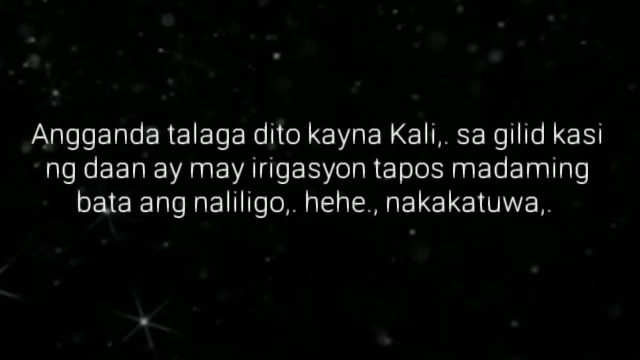 Angganda talaga dito kayna Kali,. sa gilid kasi
ng daan ay may irigasyon tapos madaming
bata ang naliligo,. hehe., nakakatuwa,.